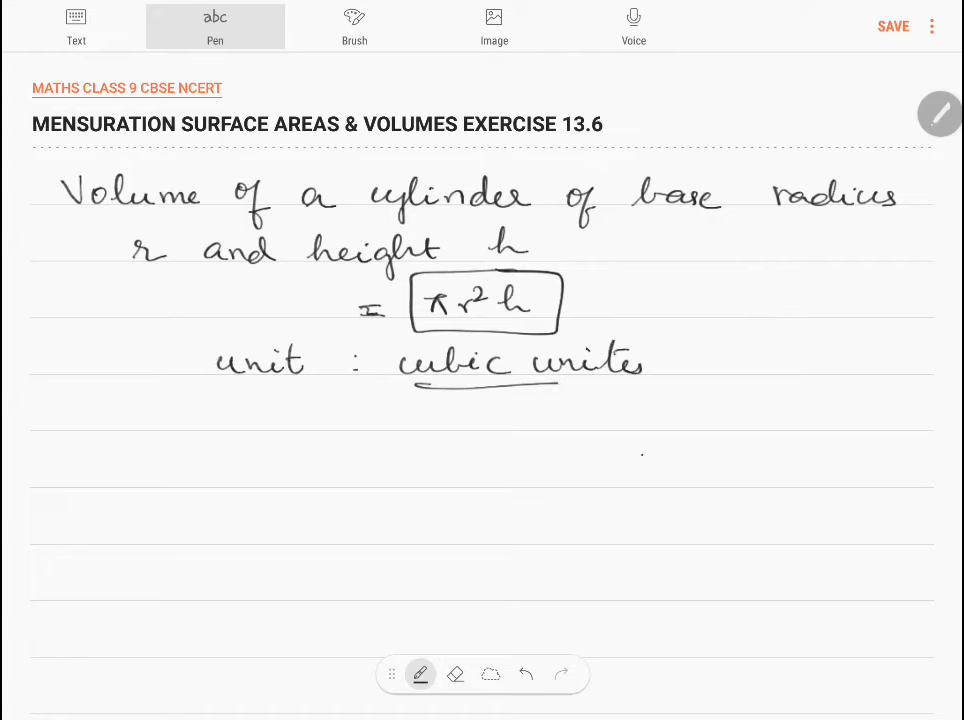 Text
Pen
Brush
Image
Voice
SAVE
abc
MATHS CLASS 9 CBSE NCERT
MENSURATION SURFACE AREAS & VOLUMES EXERCISE 13.6
Volume of a cylinder of base radius
r and height h
= πr²h
unit : cubic unites